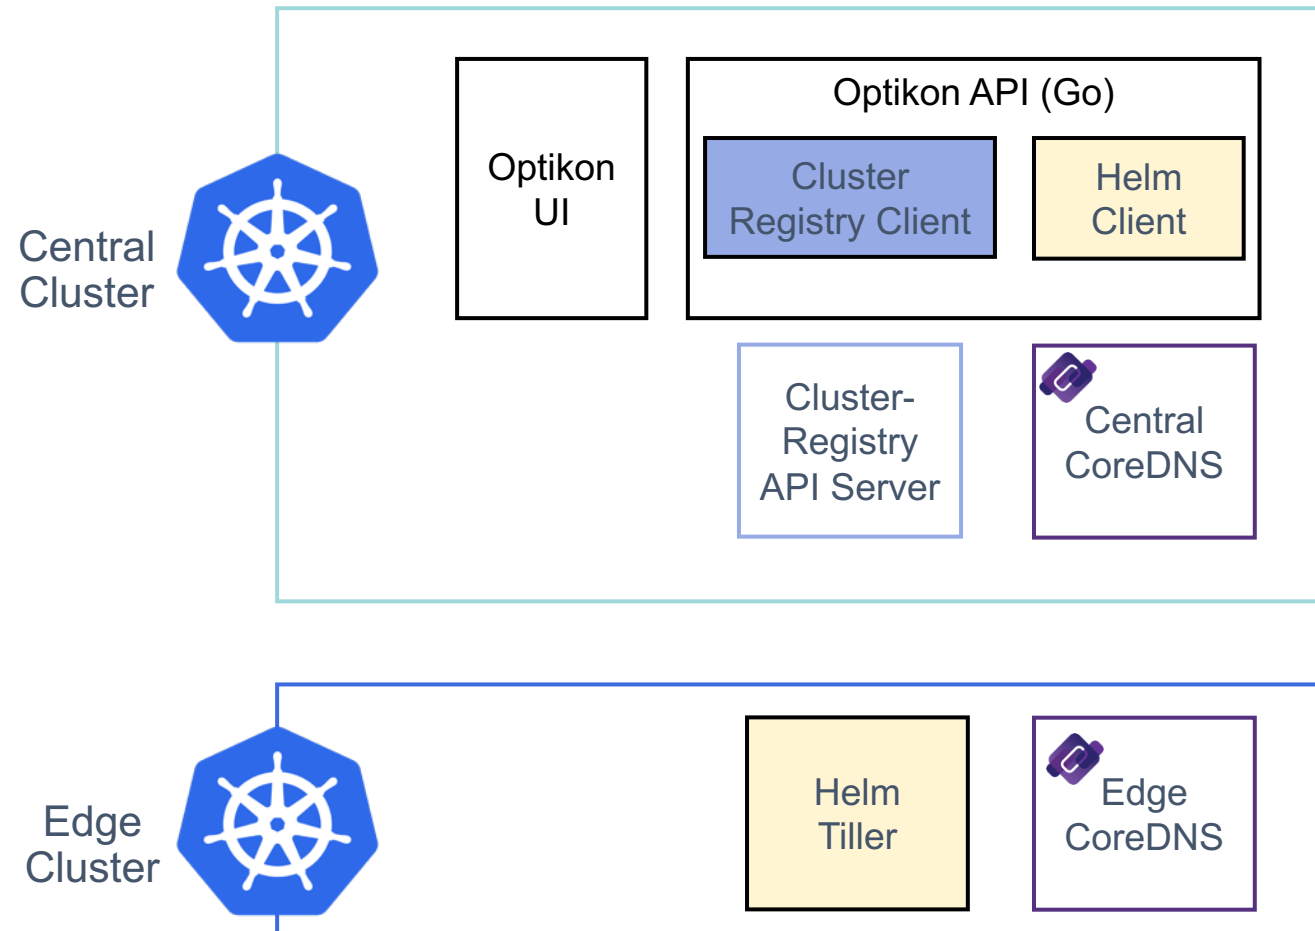 Optikon API (Go)
Optikon
UI
Cluster
Registry Client
Helm
Client
Central
Cluster
Cluster-
Registry
API Server
Central
CoreDNS
Edge
Cluster
Helm
Tiller
Edge
CoreDNS